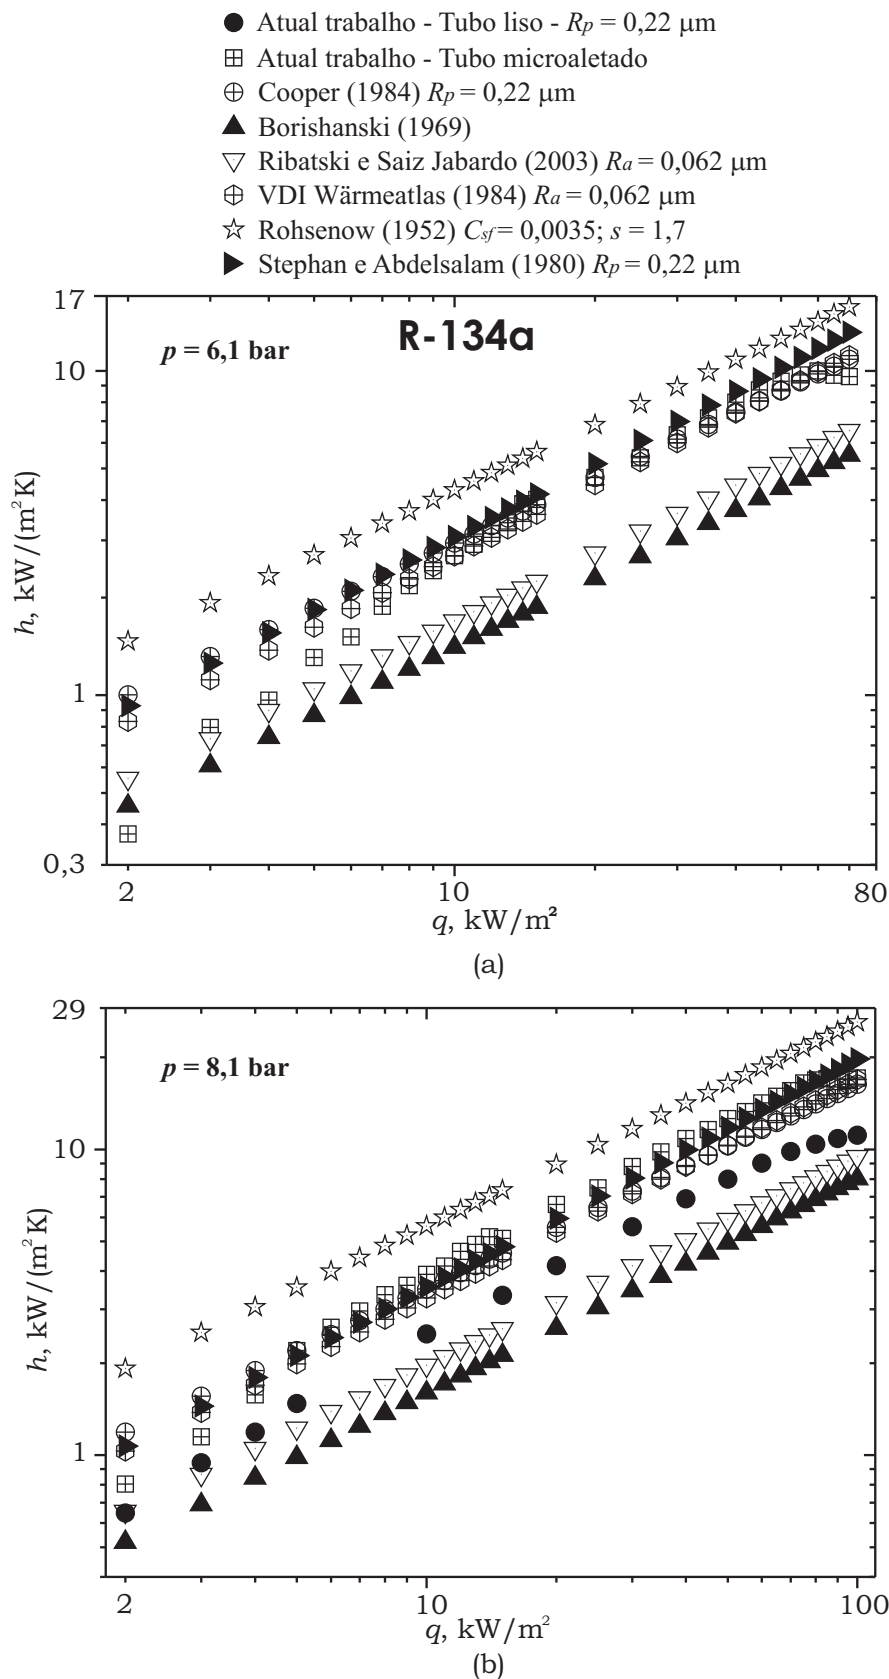 Atual trabalho - Tubo liso - Rp = 0,22 µm
Atual trabalho - Tubo microaletado
Cooper (1984) Rp = 0,22 µm
Borishanski (1969)
Ribatski e Saiz Jabardo (2003) Ra = 0,062 µm
VDI Wärmeatlas (1984) Ra = 0,062 µm
Rohsenow (1952) Csf = 0,0035; s = 1,7
Stephan e Abdelsalam (1980) Rp = 0,22 µm
17
p = 6,1 bar
R-134a
10
h, kW/(m²K)
1
0,3
2
10
80
q, kW/m²
(a)
29
p = 8,1 bar
10
h, kW/(m²K)
1
2
10
100
q, kW/m²
(b)